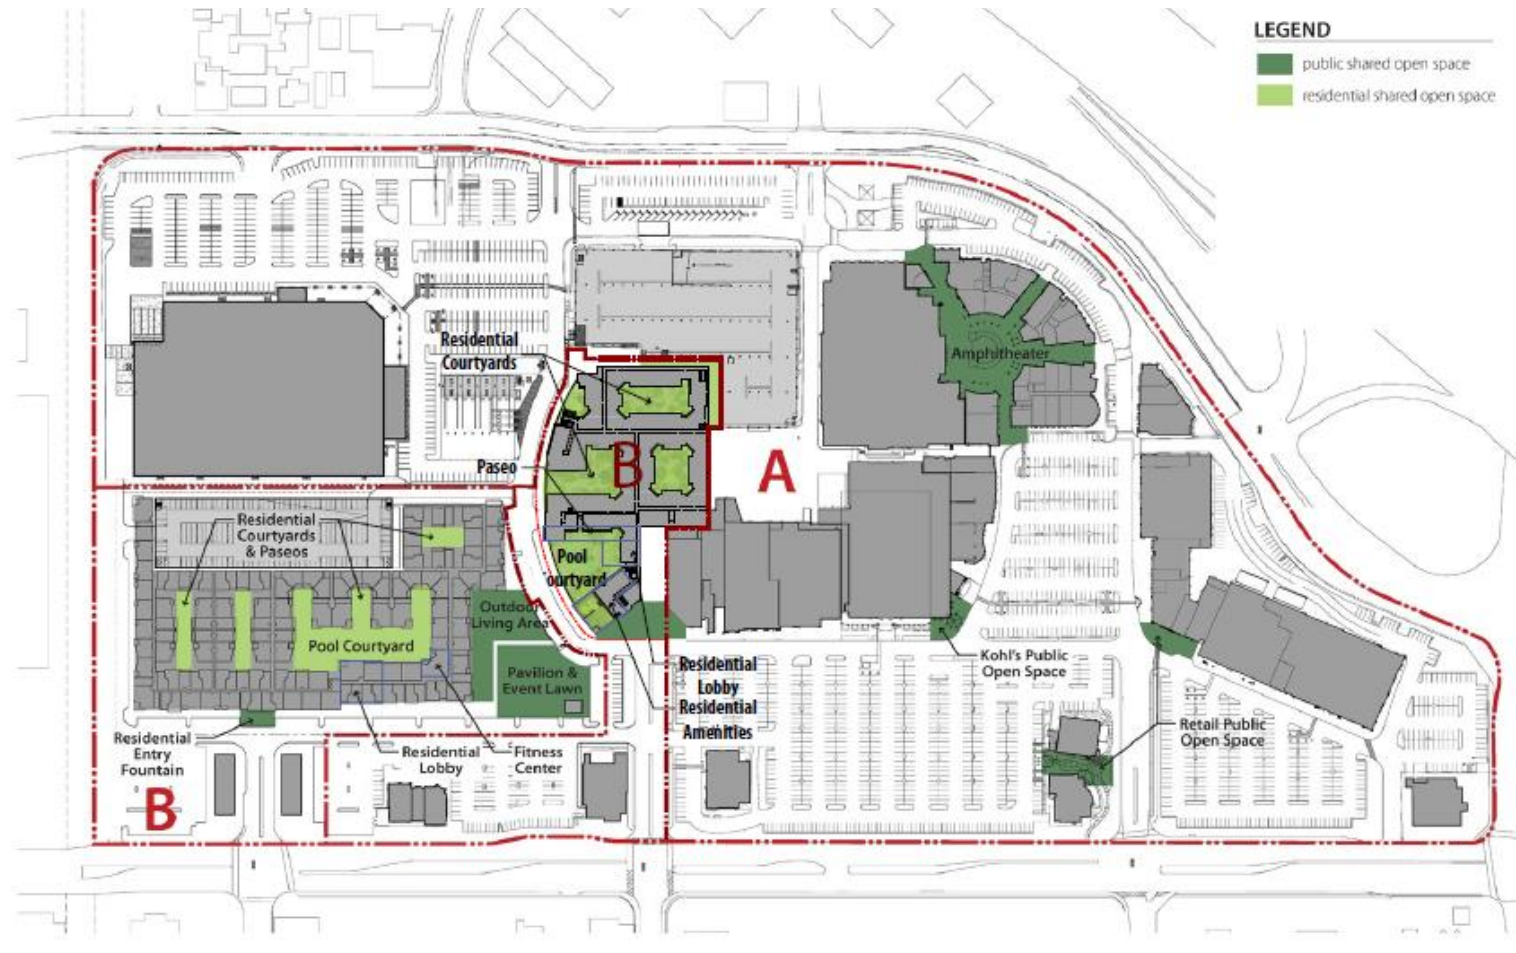 LEGEND
public shared open space
residential shared open space
Residential
Courtyards
Amphitheater
Paseo
B
A
Residential
Courtyards
& Paseos
Pool
ourtyard
Outdoor
Living Area
Pool Courtyard
Pavilion &
Event Lawn
Kohl's Public
Open Space
Residential
Lobby
Residential
Amenities
Retail Public
Open Space
Residential
Entry
Fountain
Residential
Lobby
Fitness
Center
B